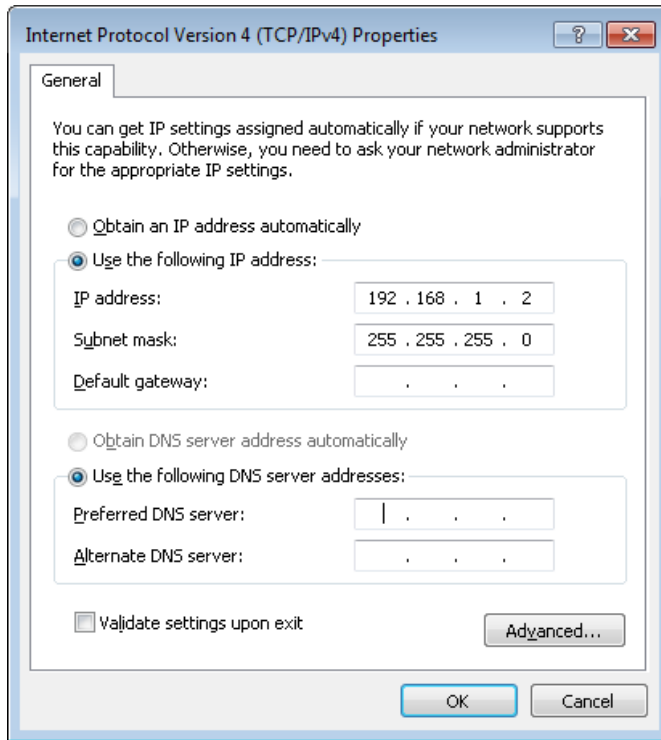 Internet Protocol Version 4 (TCP/IPv4) Properties
?
General
You can get IP settings assigned automatically if your network supports
this capability. Otherwise, you need to ask your network administrator
for the appropriate IP settings.
Obtain an IP address automatically
Use the following IP address:
IP address: 192 . 168 . 1 . 2
Subnet mask: 255 . 255 . 255 . 0
Default gateway: . . .
Obtain DNS server address automatically
Use the following DNS server addresses:
Preferred DNS server: . . .
Alternate DNS server: . . .
Validate settings upon exit
Advanced...
OK Cancel